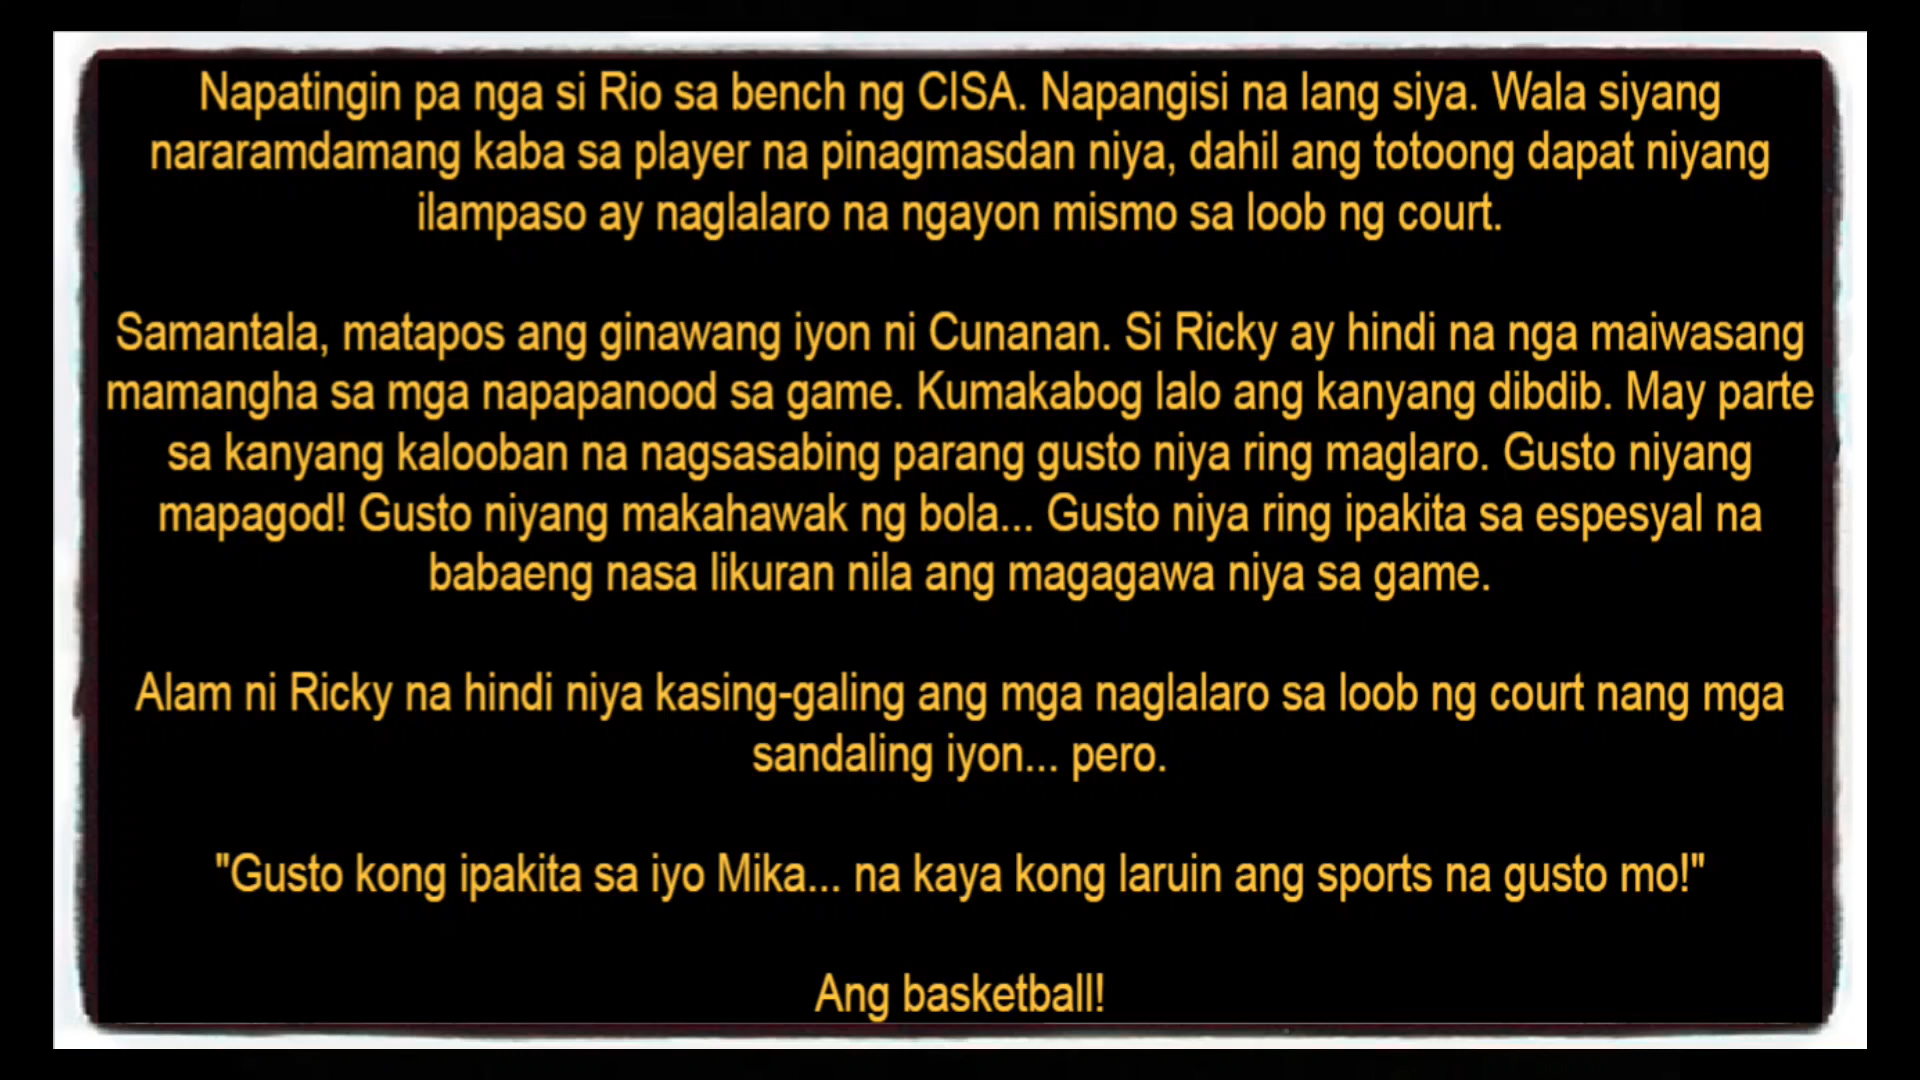 Napatingin pa nga si Rio sa bench ng CISA. Napangisi na lang siya. Wala siyang
nararamdamang kaba sa player na pinagmasdan niya, dahil ang totoong dapat niyang
ilampaso ay naglalaro na ngayon mismo sa loob ng court.
Samantala, matapos ang ginawang iyon ni Cunanan. Si Ricky ay hindi na nga maiwasang
mamangha sa mga napapanood sa game. Kumakabog lalo ang kanyang dibdib. May parte
sa kanyang kalooban na nagsasabing parang gusto niya ring maglaro. Gusto niyang
mapagod! Gusto niyang makahawak ng bola... Gusto niya ring ipakita sa espesyal na
babaeng nasa likuran nila ang magagawa niya sa game.
Alam ni Ricky na hindi niya kasing-galing ang mga naglalaro sa loob ng court nang mga
sandaling iyon... pero.
"Gusto kong ipakita sa iyo Mika... na kaya kong laruin ang sports na gusto mo!"
Ang basketball!